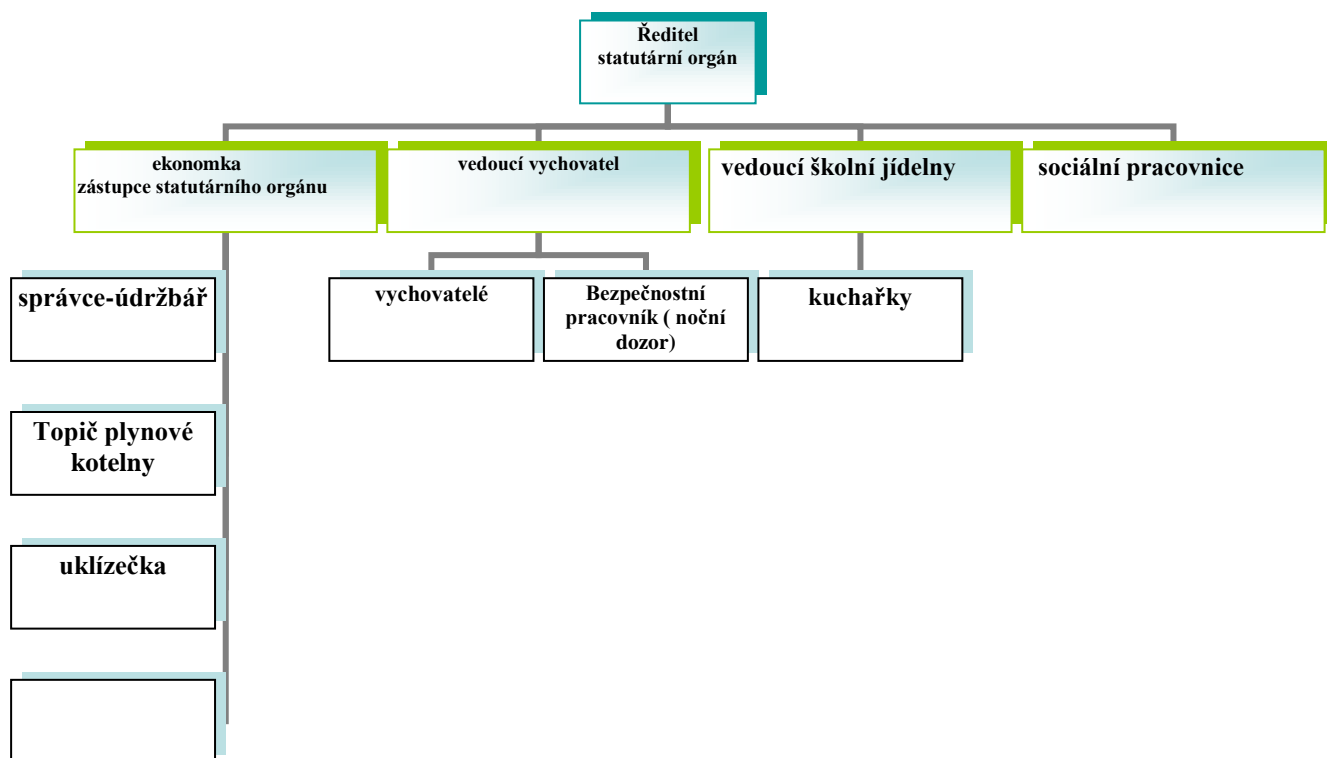 Ředitel
statutární orgán
ekonomka
zástupce statutárního orgánu
vedoucí vychovatel
vedoucí školní jídelny
sociální pracovnice
správce-údržbář
vychovatelé
Bezpečnostní
pracovník ( noční
dozor)
kuchařky
Topič plynové
kotelny
uklízečka